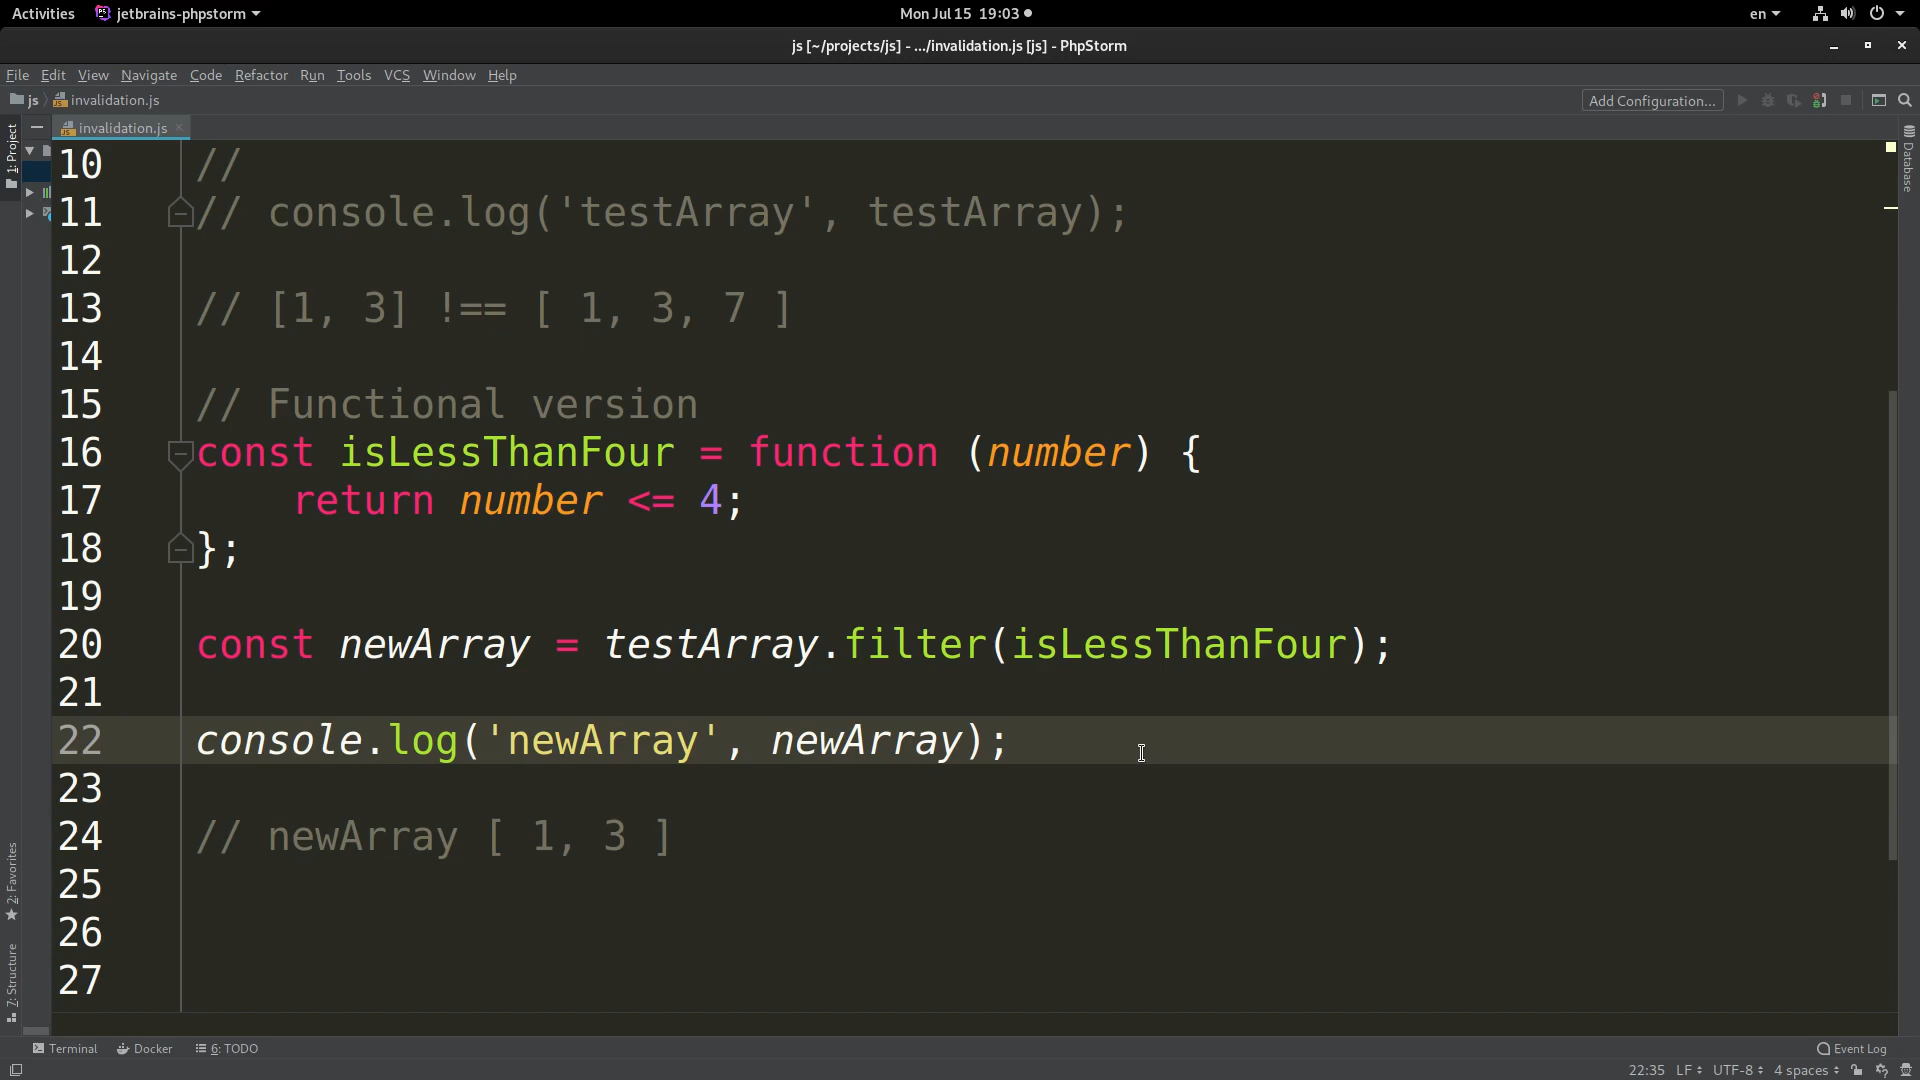 Activities jetbrains-phpstorm Mon Jul 15 19:03 en
js [~/projects/js] - .../invalidation.js [js] - PhpStorm
File Edit View Navigate Code Refactor Run Tools VCS Window Help
js invalidation.js Add Configuration...
invalidation.js
1: Project
Database
10 //
11 // console.log('testArray', testArray);
12
13 // [1, 3] !== [ 1, 3, 7 ]
14
15 // Functional version
16 const isLessThanFour = function (number) {
17 return number <= 4;
18 };
19
20 const newArray = testArray.filter(isLessThanFour);
21
22 console.log('newArray', newArray);
23
24 // newArray [ 1, 3 ]
25
26
27
2: Favorites
7: Structure
Terminal Docker 6: TODO Event Log
22:35 LF UTF-8 4 spaces